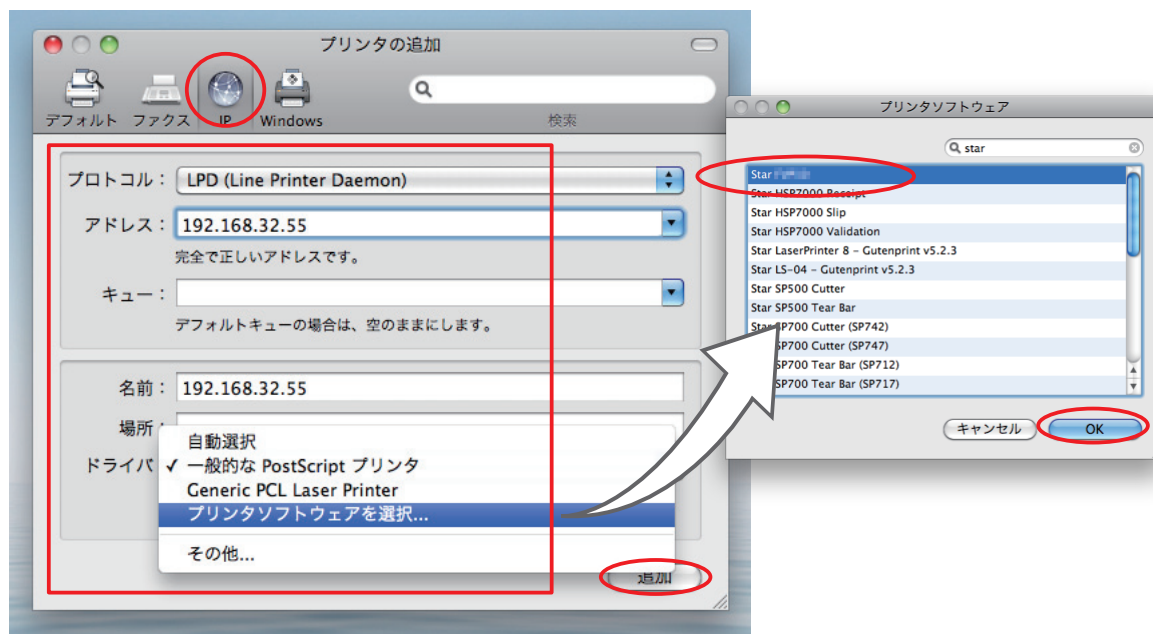 プリンタの追加
デフォルト ファクス IP Windows 検索
プロトコル： LPD (Line Printer Daemon)
アドレス： 192.168.32.55
完全で正しいアドレスです。
キュー：
デフォルトキューの場合は、空のままにします。
名前： 192.168.32.55
場所：
ドライバ
自動選択
✓ 一般的な PostScript プリンタ
Generic PCL Laser Printer
プリンタソフトウェアを選択...
その他...
追加
プリンタソフトウェア
star
Star
Star HSP7000 Receipt
Star HSP7000 Slip
Star HSP7000 Validation
Star LaserPrinter 8 – Gutenprint v5.2.3
Star LS-04 – Gutenprint v5.2.3
Star SP500 Cutter
Star SP500 Tear Bar
Star SP700 Cutter (SP742)
SP700 Cutter (SP747)
SP700 Tear Bar (SP712)
SP700 Tear Bar (SP717)
キャンセル OK